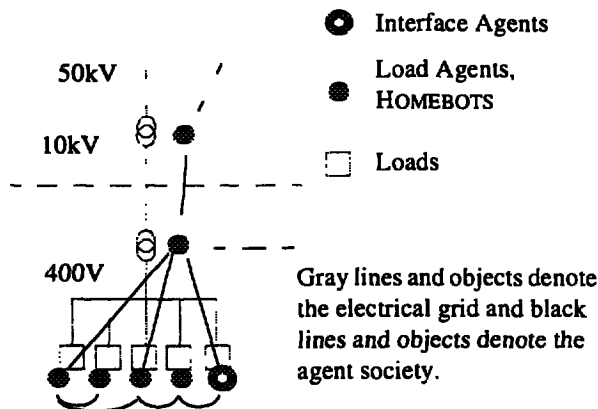 Interface Agents
50kV
Load Agents,
HOMEBOTS
10kV
Loads
400V
Gray lines and objects denote
the electrical grid and black
lines and objects denote the
agent society.